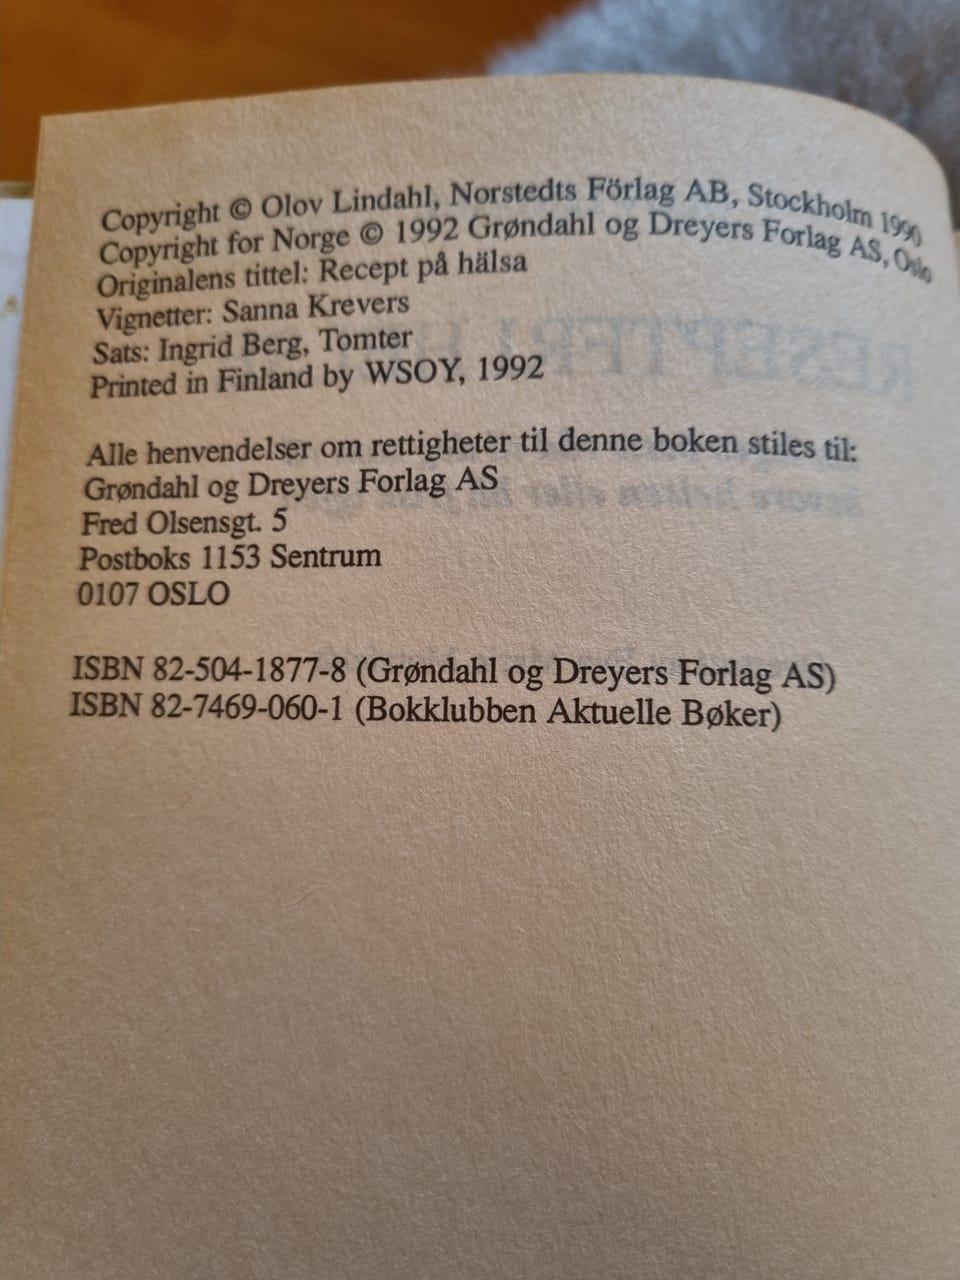 Copyright © Olov Lindahl, Norstedts Förlag AB, Stockholm 1990
Copyright for Norge © 1992 Grøndahl og Dreyers Forlag AS, Oslo
Originalens tittel: Recept på hälsa
Vignetter: Sanna Krevers
Sats: Ingrid Berg, Tomter
Printed in Finland by WSOY, 1992
Alle henvendelser om rettigheter til denne boken stiles til:
Grøndahl og Dreyers Forlag AS
Fred Olsensgt. 5
Postboks 1153 Sentrum
0107 OSLO
ISBN 82-504-1877-8 (Grøndahl og Dreyers Forlag AS)
ISBN 82-7469-060-1 (Bokklubben Aktuelle Bøker)